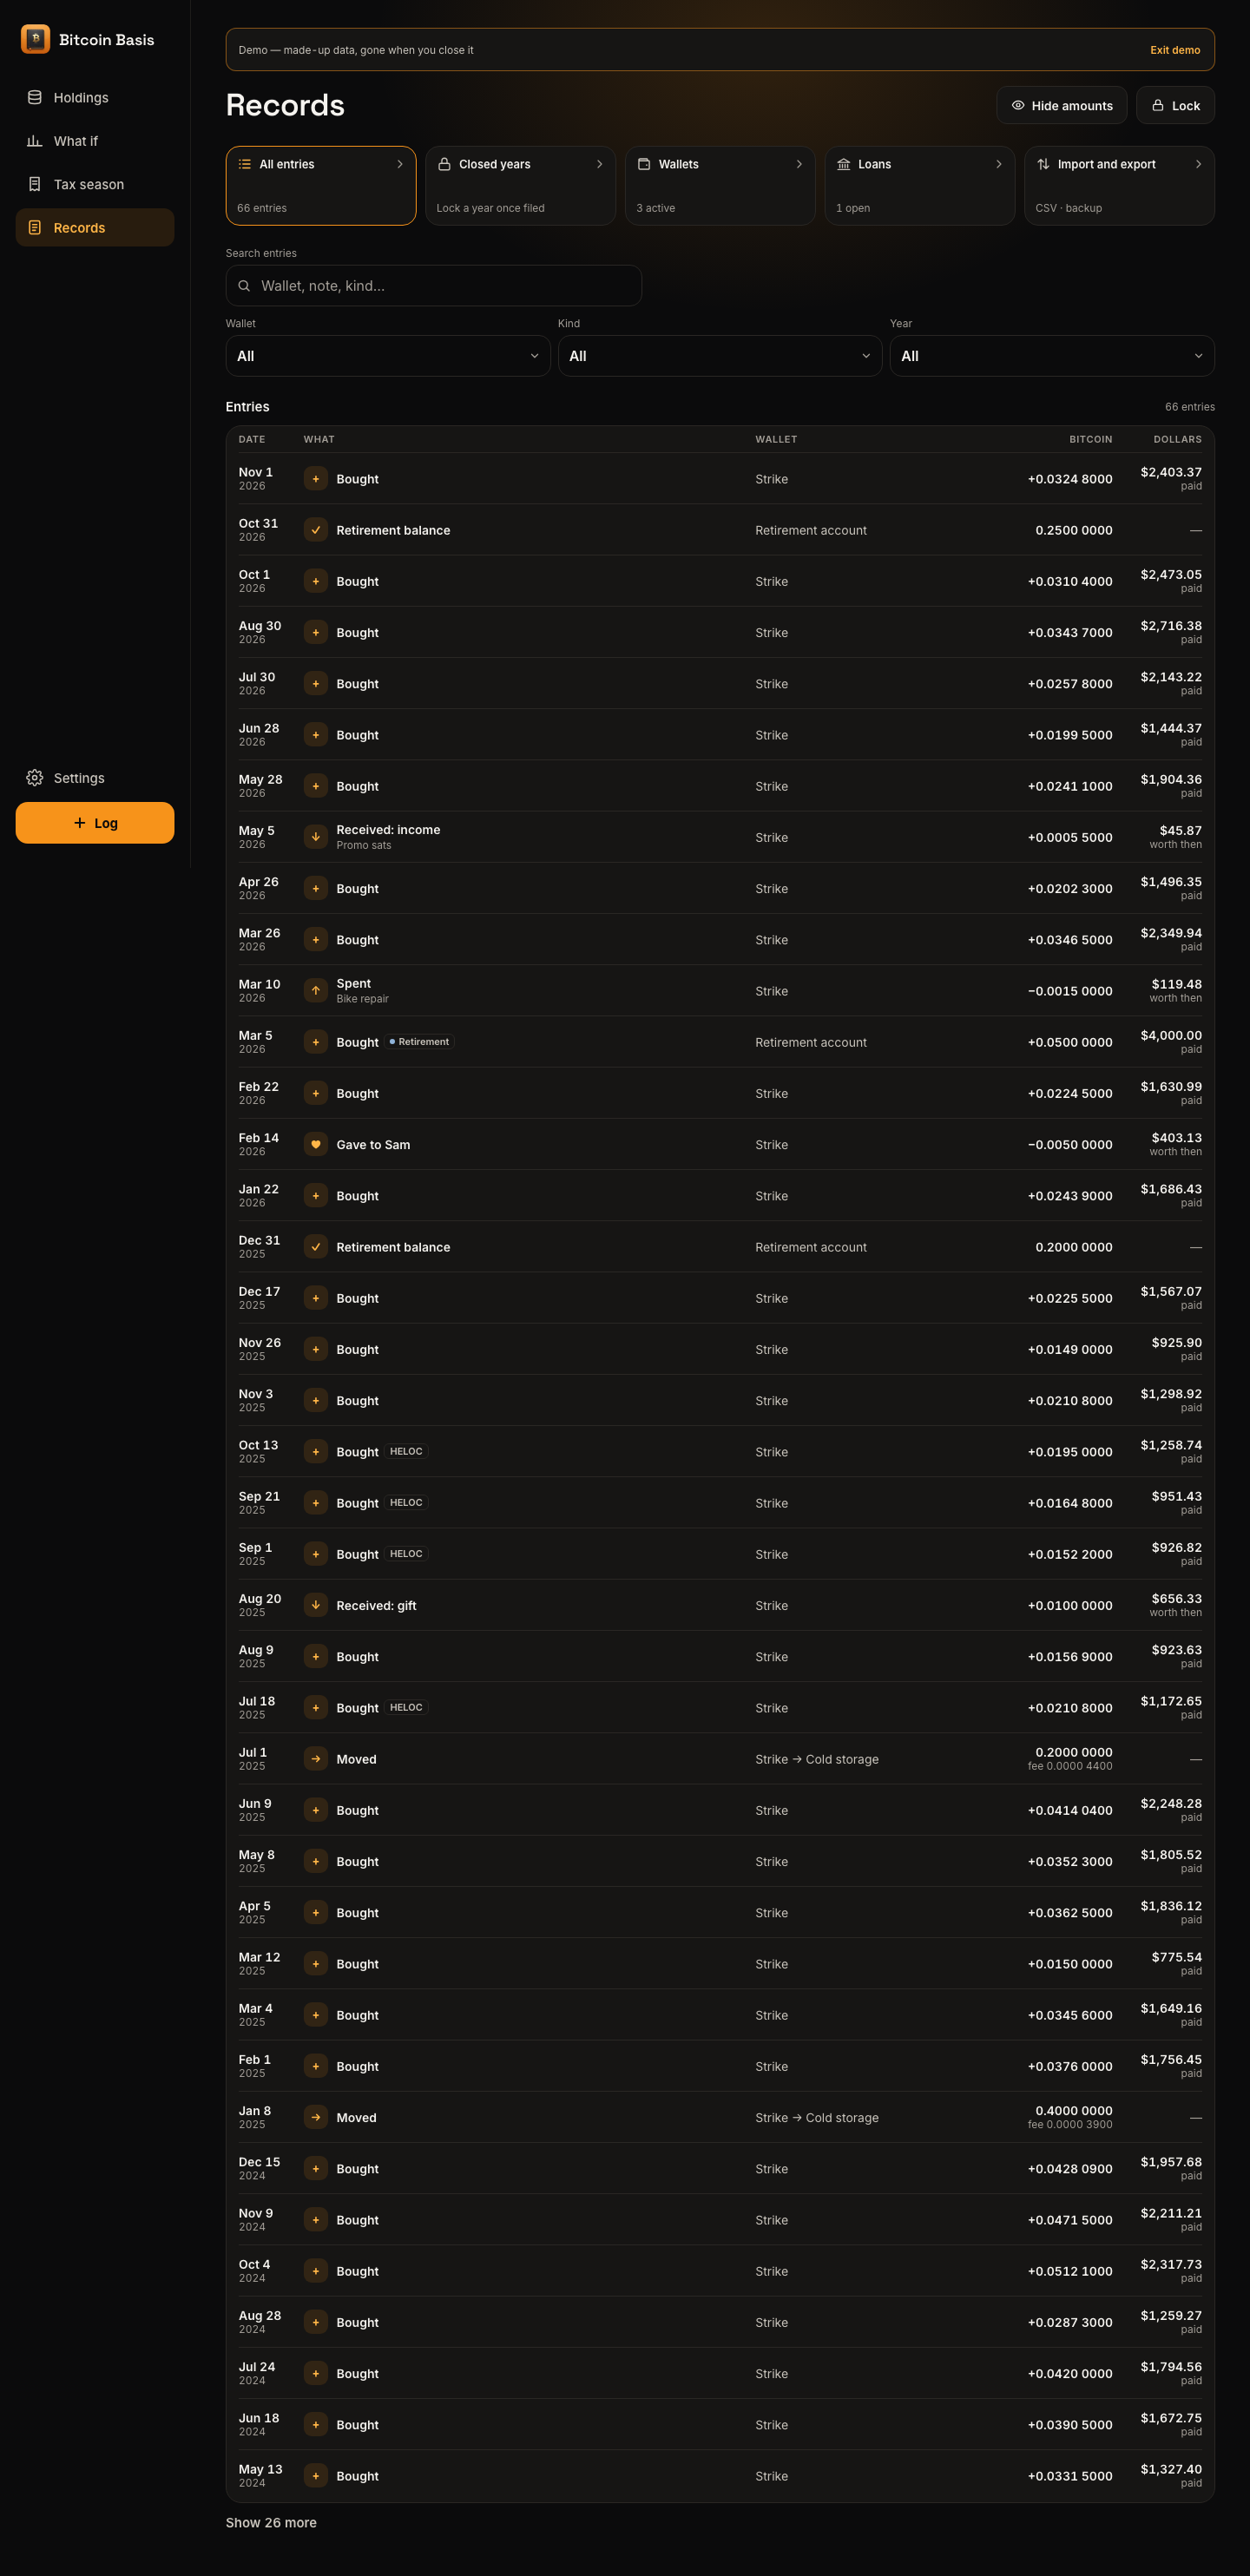 Bitcoin Basis
Holdings
What if
Tax season
Records
Settings
Log
Demo — made-up data, gone when you close it
Exit demo
Records
Hide amounts
Lock
All entries
66 entries
Closed years
Lock a year once filed
Wallets
3 active
Loans
1 open
Import and export
CSV · backup
Search entries
Wallet, note, kind...
Wallet Kind Year
All All All
Entries 66 entries
DATE WHAT WALLET BITCOIN DOLLARS
Nov 1 $2,403.37
Bought Strike +0.0324 8000
2026 paid
Oct 31
Retirement balance Retirement account 0.2500 0000 —
2026
Oct 1 $2,473.05
Bought Strike +0.0310 4000
2026 paid
Aug 30 $2,716.38
Bought Strike +0.0343 7000
2026 paid
Jul 30 $2,143.22
Bought Strike +0.0257 8000
2026 paid
Jun 28 $1,444.37
Bought Strike +0.0199 5000
2026 paid
May 28 $1,904.36
Bought Strike +0.0241 1000
2026 paid
May 5 Received: income $45.87
Strike +0.0005 5000
2026 Promo sats worth then
Apr 26 $1,496.35
Bought Strike +0.0202 3000
2026 paid
Mar 26 $2,349.94
Bought Strike +0.0346 5000
2026 paid
Mar 10 Spent $119.48
Strike −0.0015 0000
2026 Bike repair worth then
Mar 5 $4,000.00
Bought Retirement Retirement account +0.0500 0000
2026 paid
Feb 22 $1,630.99
Bought Strike +0.0224 5000
2026 paid
Feb 14 $403.13
Gave to Sam Strike −0.0050 0000
2026 worth then
Jan 22 $1,686.43
Bought Strike +0.0243 9000
2026 paid
Dec 31
Retirement balance Retirement account 0.2000 0000 —
2025
Dec 17 $1,567.07
Bought Strike +0.0225 5000
2025 paid
Nov 26 $925.90
Bought Strike +0.0149 0000
2025 paid
Nov 3 $1,298.92
Bought Strike +0.0210 8000
2025 paid
Oct 13 $1,258.74
Bought HELOC Strike +0.0195 0000
2025 paid
Sep 21 $951.43
Bought HELOC Strike +0.0164 8000
2025 paid
Sep 1 $926.82
Bought HELOC Strike +0.0152 2000
2025 paid
Aug 20 $656.33
Received: gift Strike +0.0100 0000
2025 worth then
Aug 9 $923.63
Bought Strike +0.0156 9000
2025 paid
Jul 18 $1,172.65
Bought HELOC Strike +0.0210 8000
2025 paid
Jul 1 0.2000 0000
Moved Strike → Cold storage —
2025 fee 0.0000 4400
Jun 9 $2,248.28
Bought Strike +0.0414 0400
2025 paid
May 8 $1,805.52
Bought Strike +0.0352 3000
2025 paid
Apr 5 $1,836.12
Bought Strike +0.0362 5000
2025 paid
Mar 12 $775.54
Bought Strike +0.0150 0000
2025 paid
Mar 4 $1,649.16
Bought Strike +0.0345 6000
2025 paid
Feb 1 $1,756.45
Bought Strike +0.0376 0000
2025 paid
Jan 8 0.4000 0000
Moved Strike → Cold storage —
2025 fee 0.0000 3900
Dec 15 $1,957.68
Bought Strike +0.0428 0900
2024 paid
Nov 9 $2,211.21
Bought Strike +0.0471 5000
2024 paid
Oct 4 $2,317.73
Bought Strike +0.0512 1000
2024 paid
Aug 28 $1,259.27
Bought Strike +0.0287 3000
2024 paid
Jul 24 $1,794.56
Bought Strike +0.0420 0000
2024 paid
Jun 18 $1,672.75
Bought Strike +0.0390 5000
2024 paid
May 13 $1,327.40
Bought Strike +0.0331 5000
2024 paid
Show 26 more